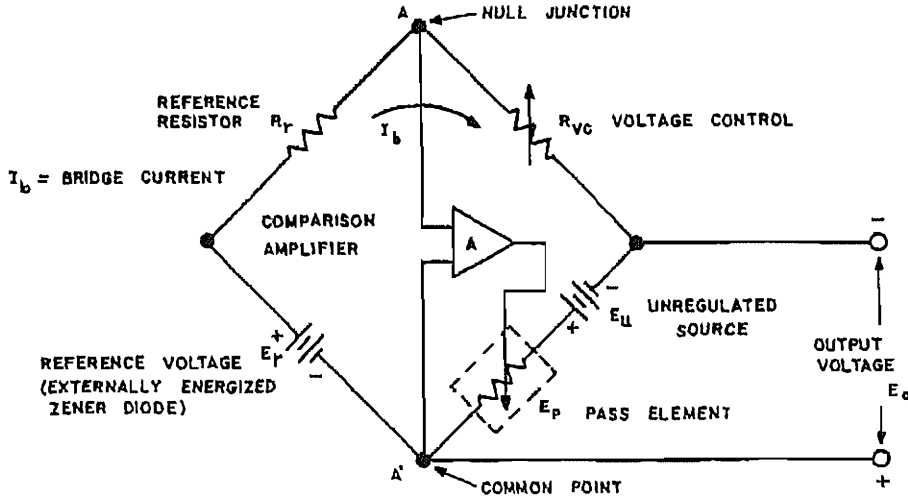 A
NULL JUNCTION
REFERENCE
RESISTOR
Rr
Ib
RVC VOLTAGE CONTROL
Ib = BRIDGE CURRENT
COMPARISON
AMPLIFIER
A
-
-
Eu
UNREGULATED
SOURCE
+
+
Er
-
REFERENCE VOLTAGE
(EXTERNALLY ENERGIZED
ZENER DIODE)
OUTPUT
VOLTAGE
Eo
Ep PASS ELEMENT
A'
COMMON POINT
+